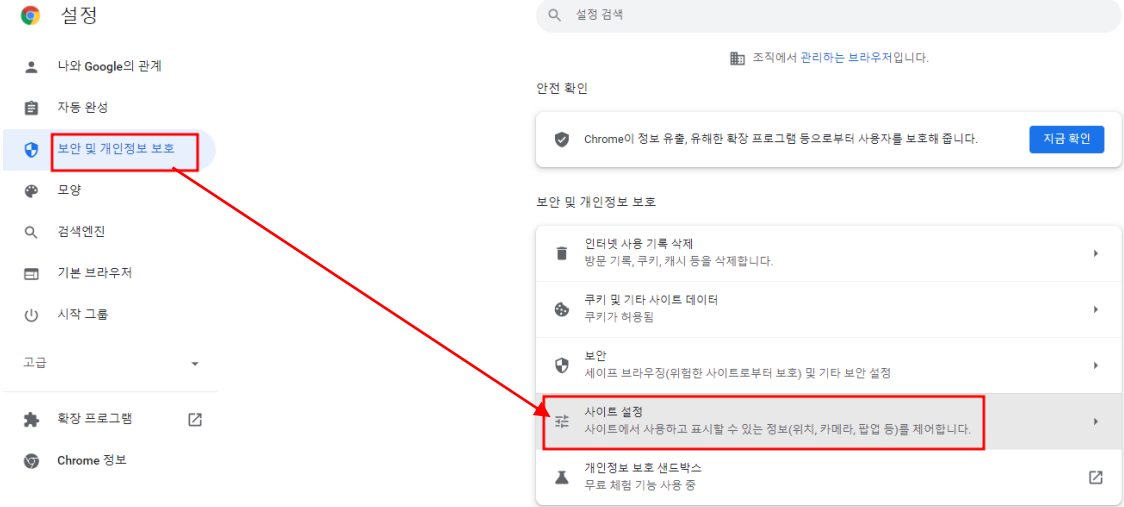 설정
나와 Google의 관계
자동 완성
보안 및 개인정보 보호
모양
검색엔진
기본 브라우저
시작 그룹
고급
확장 프로그램
Chrome 정보
설정 검색
조직에서 관리하는 브라우저입니다.
안전 확인
Chrome이 정보 유출, 유해한 확장 프로그램 등으로부터 사용자를 보호해 줍니다.
지금 확인
보안 및 개인정보 보호
인터넷 사용 기록 삭제
방문 기록, 쿠키, 캐시 등을 삭제합니다.
쿠키 및 기타 사이트 데이터
쿠키가 허용됨
보안
세이프 브라우징(위험한 사이트로부터 보호) 및 기타 보안 설정
사이트 설정
사이트에서 사용하고 표시할 수 있는 정보(위치, 카메라, 팝업 등)를 제어합니다.
개인정보 보호 샌드박스
무료 체험 기능 사용 중